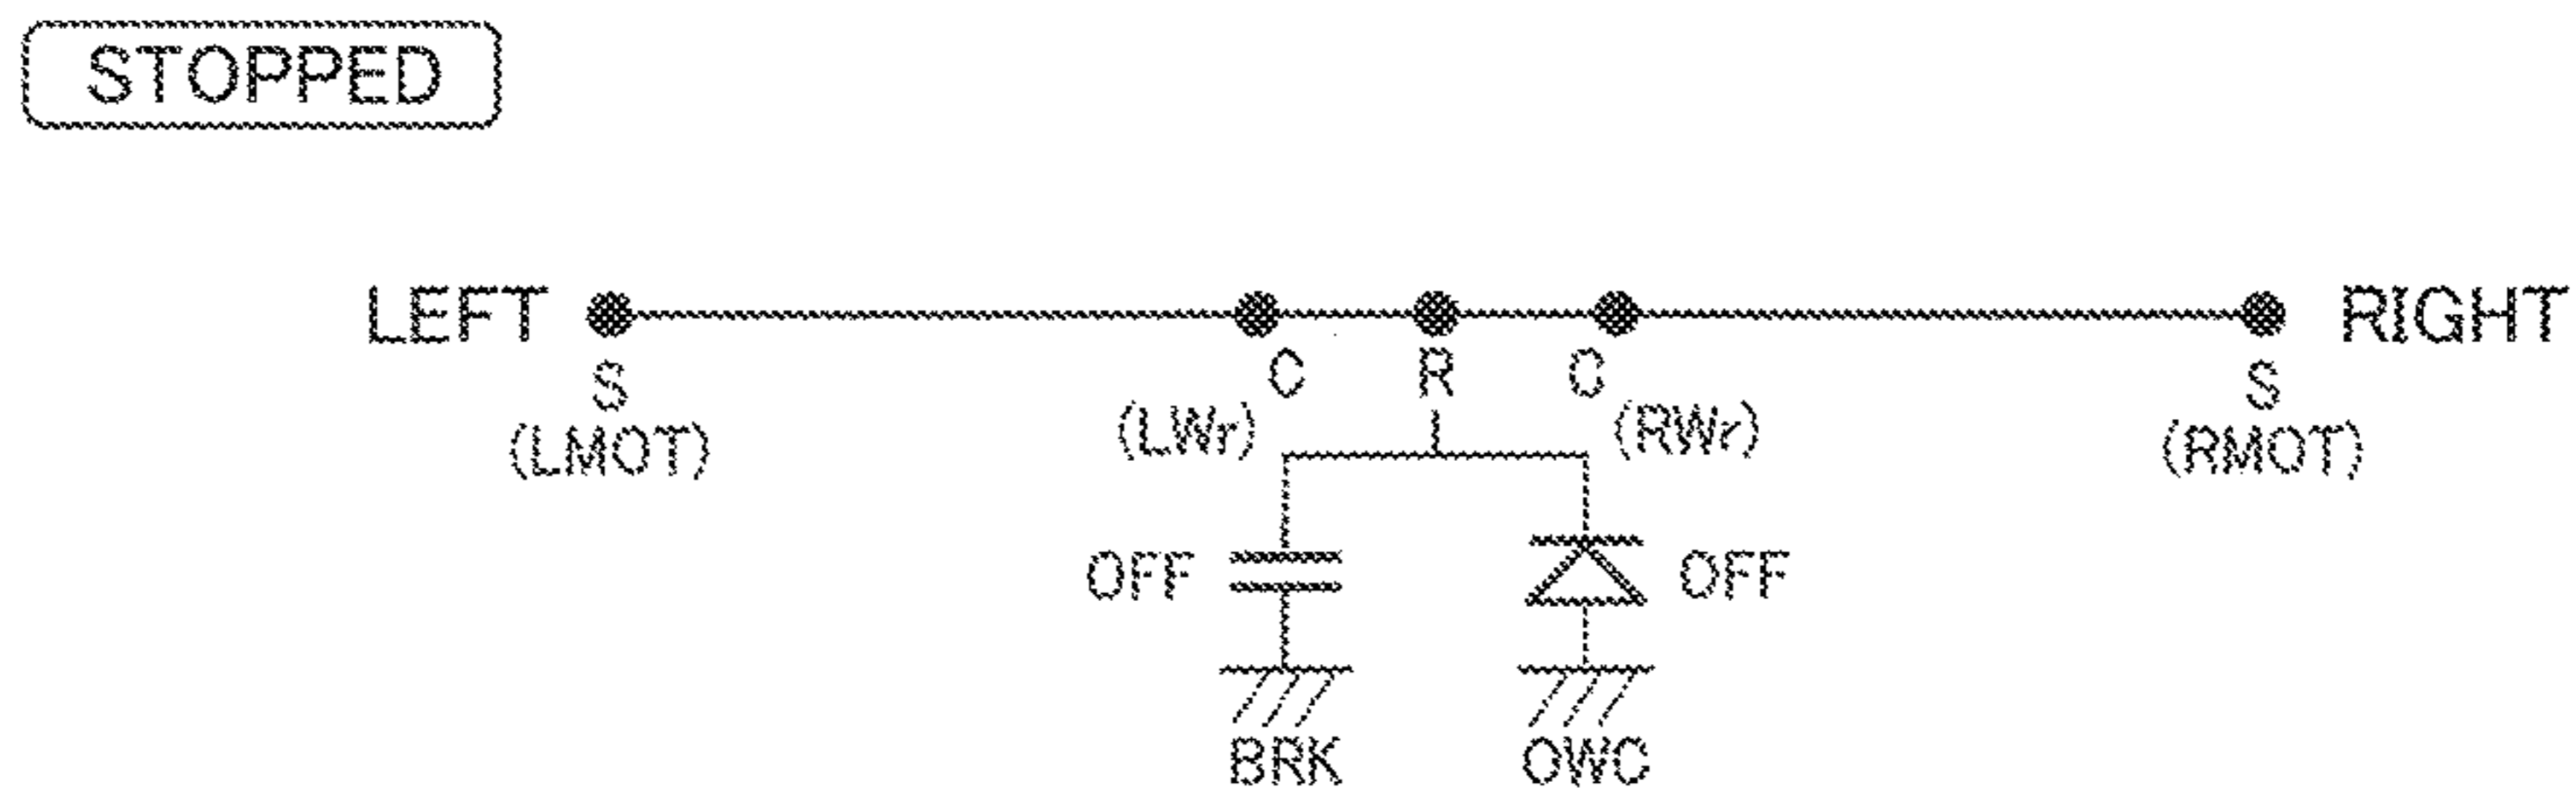 STOPPED
LEFT
RIGHT
S
C
R
C
S
(LMOT)
(LWr)
(RWr)
(RMOT)
OFF
OFF
BRK
OWC